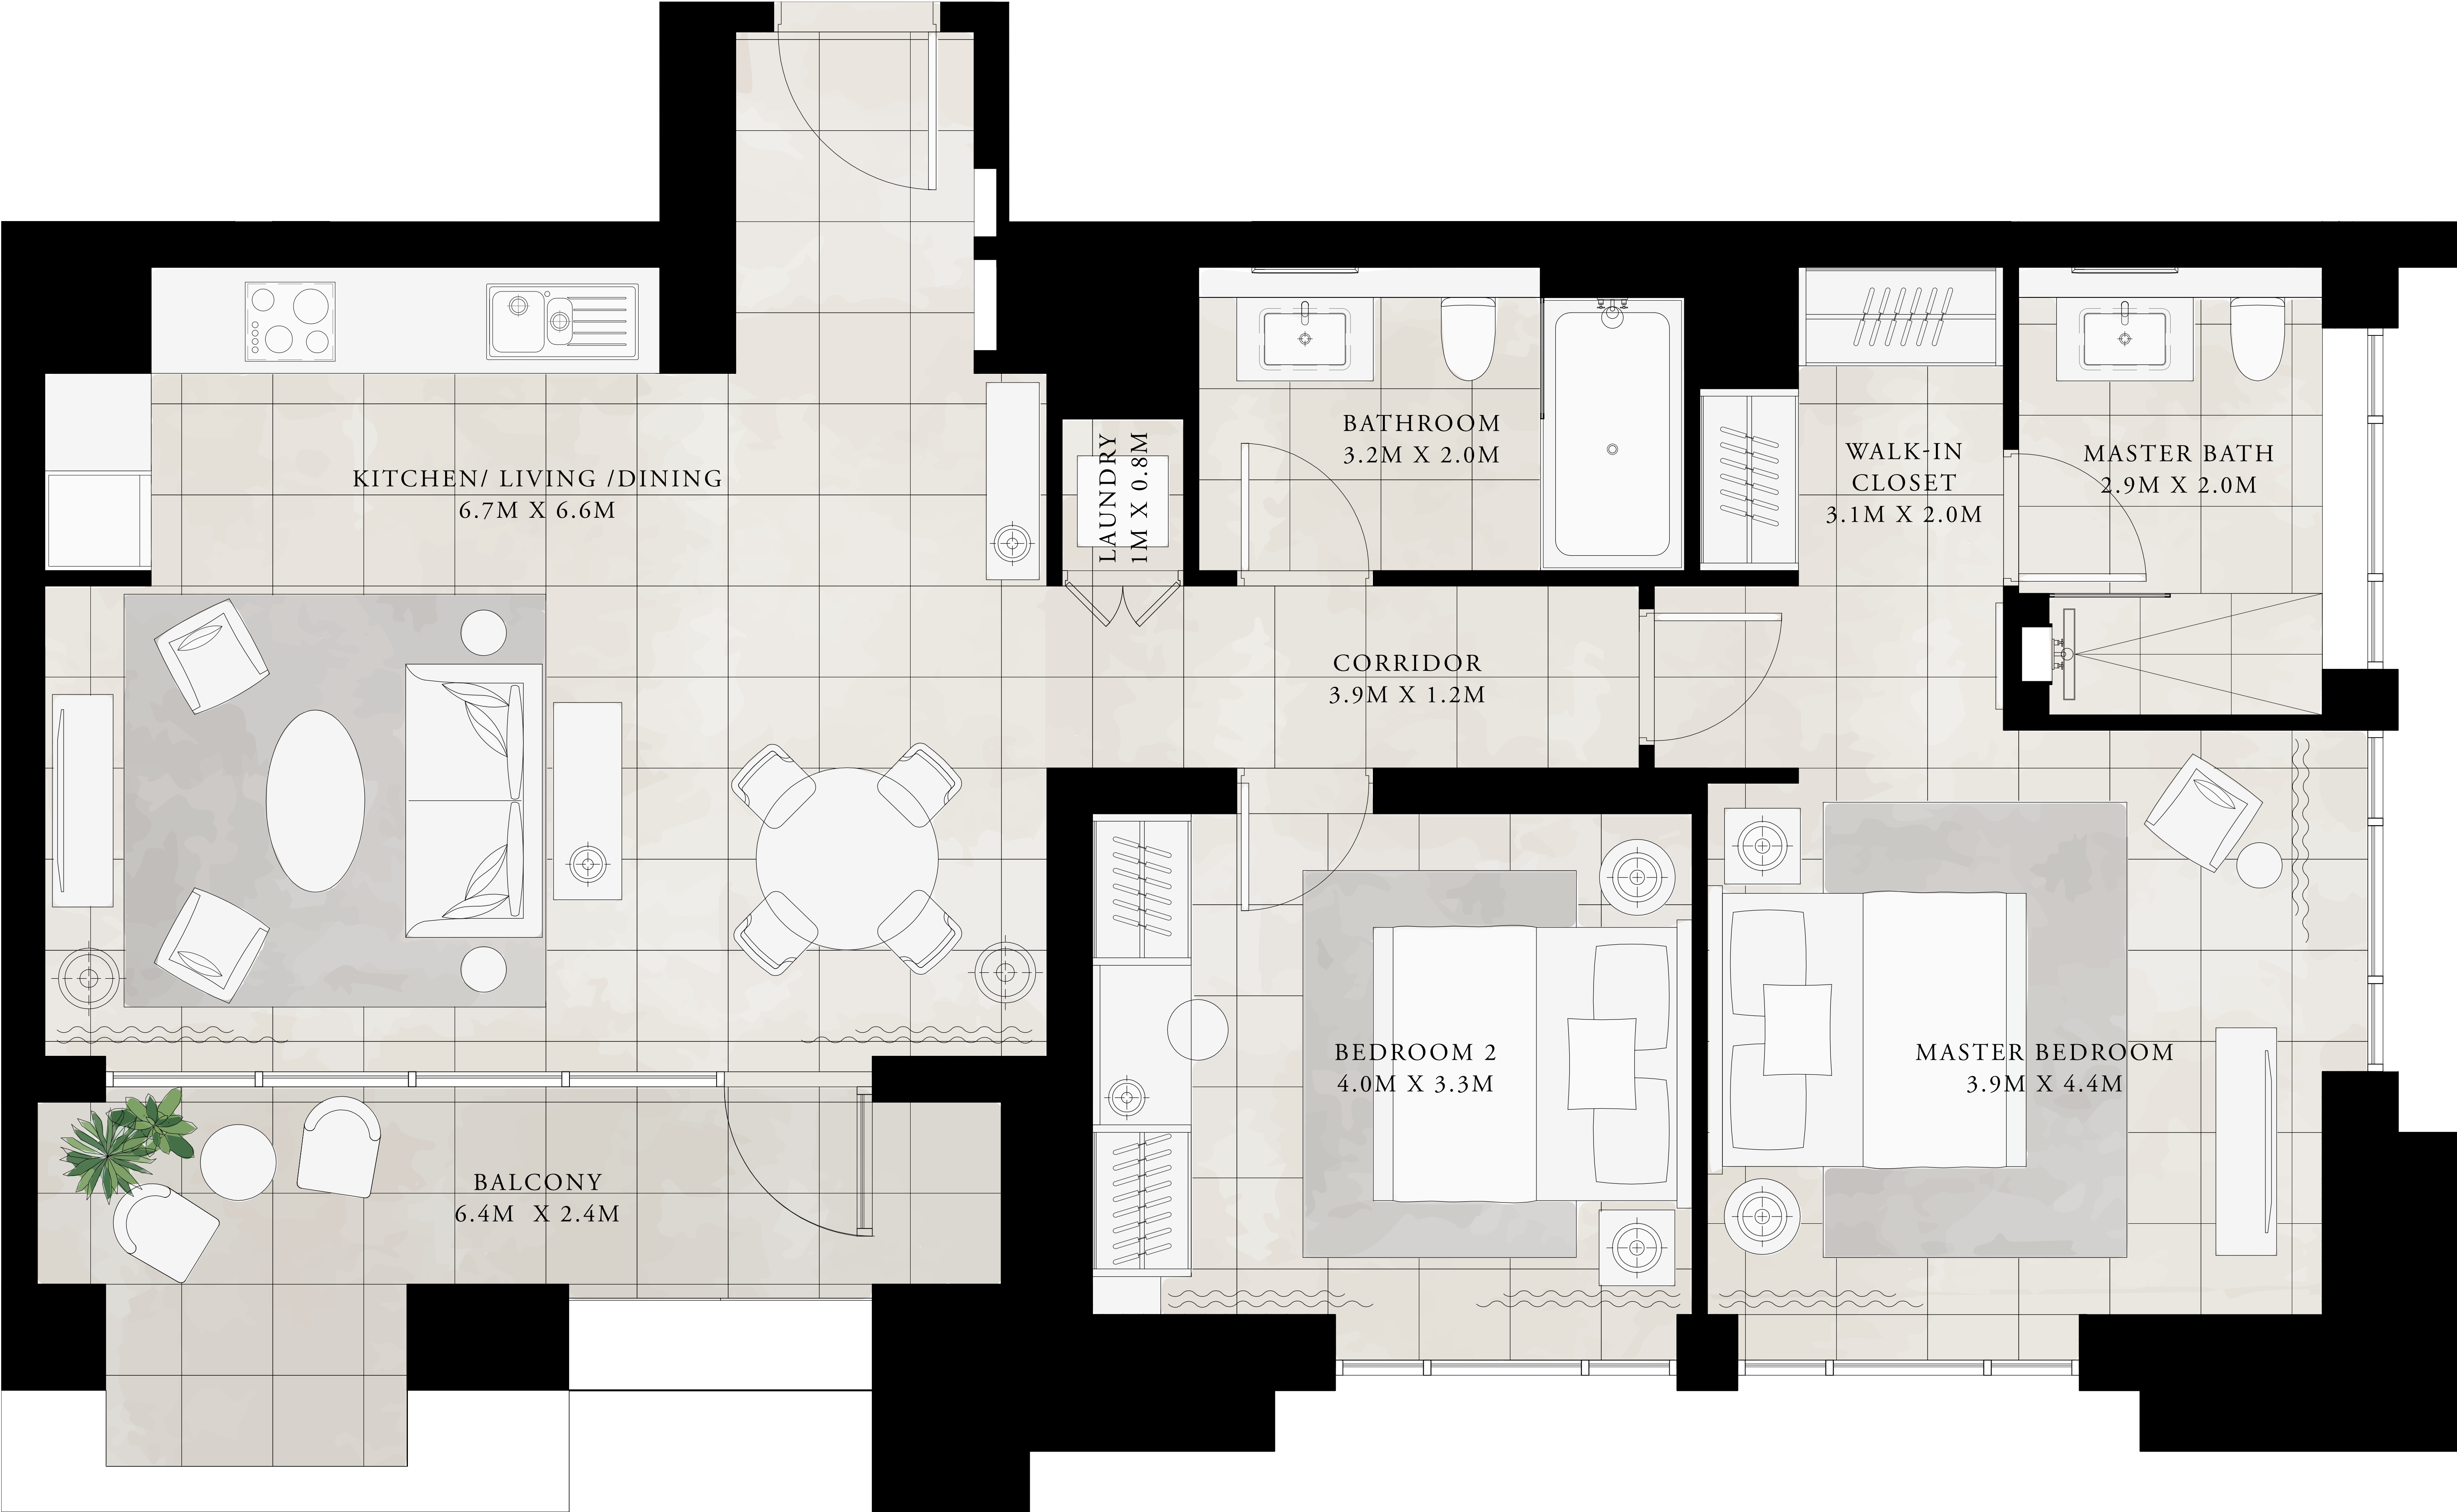 KITCHEN/ LIVING /DINING
6.7M X 6.6M
LAUNDRY
1M X 0.8M
BATHROOM
3.2M X 2.0M
WALK-IN
CLOSET
3.1M X 2.0M
MASTER BATH
2.9M X 2.0M
CORRIDOR
3.9M X 1.2M
BEDROOM 2
4.0M X 3.3M
MASTER BEDROOM
3.9M X 4.4M
BALCONY
6.4M  X 2.4M